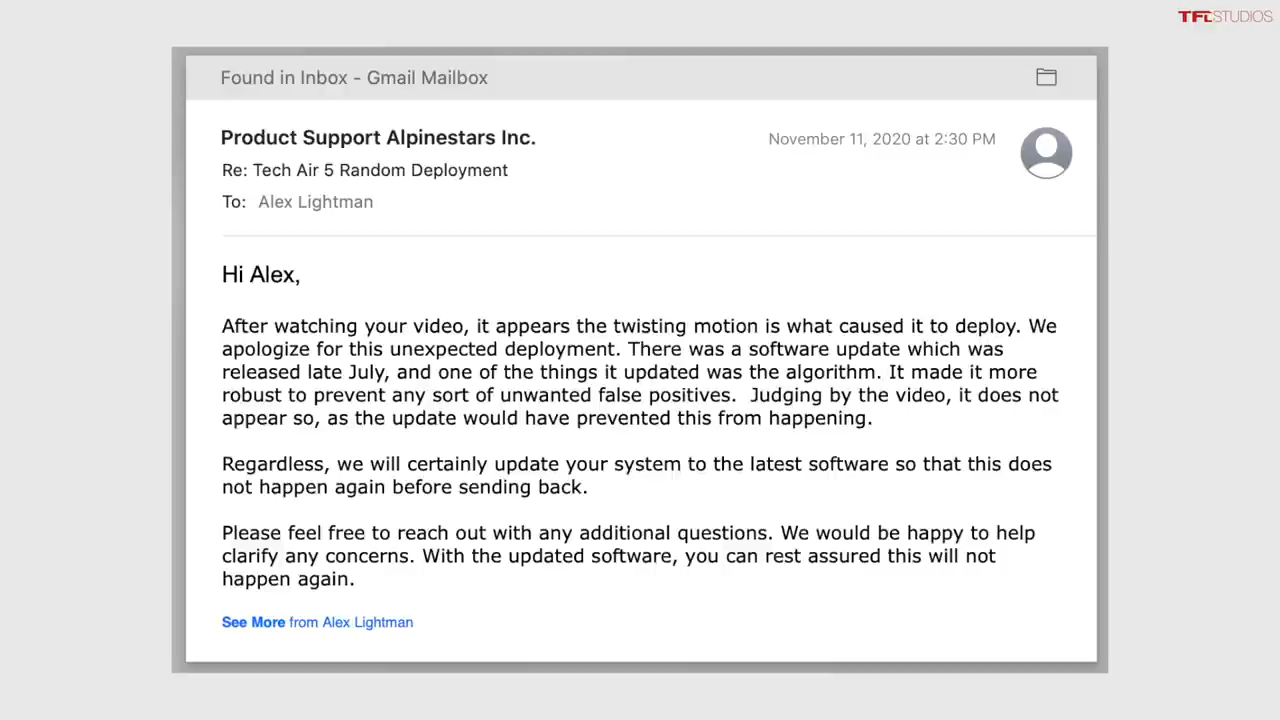 TFLSTUDIOS
Found in Inbox - Gmail Mailbox
Product Support Alpinestars Inc.
November 11, 2020 at 2:30 PM
Re: Tech Air 5 Random Deployment
To: Alex Lightman
Hi Alex,
After watching your video, it appears the twisting motion is what caused it to deploy. We
apologize for this unexpected deployment. There was a software update which was
released late July, and one of the things it updated was the algorithm. It made it more
robust to prevent any sort of unwanted false positives.  Judging by the video, it does not
appear so, as the update would have prevented this from happening.
Regardless, we will certainly update your system to the latest software so that this does
not happen again before sending back.
Please feel free to reach out with any additional questions. We would be happy to help
clarify any concerns. With the updated software, you can rest assured this will not
happen again.
See More from Alex Lightman